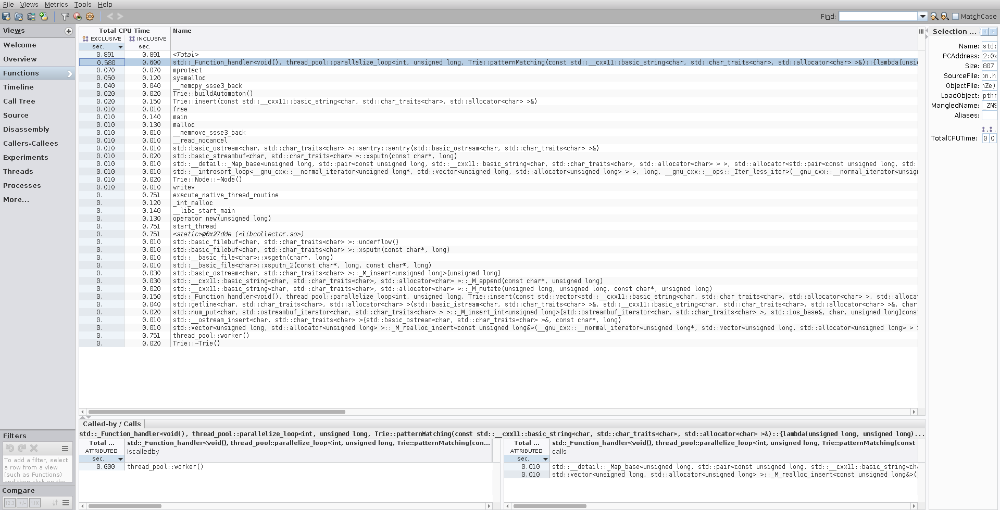 File Views Metrics Tools Help
Find: MatchCase
Views
Welcome
Overview
Functions
Timeline
Call Tree
Source
Disassembly
Callers-Callees
Experiments
Threads
Processes
More...
Filters
To add a filter, select
a row from a view
(such as Functions)
and then click on the
Compare
12.3 +/- 1.1X
Total CPU Time Name
EXCLUSIVE INCLUSIVE
sec. sec.
0.891 0.891 <Total>
0.580 0.600 std::_Function_handler<void(), thread_pool::parallelize_loop<int, unsigned long, Trie::patternMatching(const std::__cxx11::basic_string<char, std::char_traits<char>, std::allocator<char> >&)::{lambda(unsi
0.070 0.070 mprotect
0.050 0.120 sysmalloc
0.040 0.040 __memcpy_ssse3_back
0.020 0.020 Trie::buildAutomaton()
0.020 0.150 Trie::insert(const std::__cxx11::basic_string<char, std::char_traits<char>, std::allocator<char> >&)
0.010 0.010 free
0.010 0.140 main
0.010 0.130 malloc
0.010 0.010 __memmove_ssse3_back
0.010 0.010 __read_nocancel
0.010 0.010 std::basic_ostream<char, std::char_traits<char> >::sentry::sentry(std::basic_ostream<char, std::char_traits<char> >&)
0.010 0.020 std::basic_streambuf<char, std::char_traits<char> >::xsputn(const char*, long)
0.010 0.010 std::__detail::_Map_base<unsigned long, std::pair<const unsigned long, std::__cxx11::basic_string<char, std::char_traits<char>, std::allocator<char> > >, std::allocator<std::pair<const unsigned long, std::
0.010 0.010 std::__introsort_loop<__gnu_cxx::__normal_iterator<unsigned long*, std::vector<unsigned long, std::allocator<unsigned long> > >, long, __gnu_cxx::__ops::_Iter_less_iter>(__gnu_cxx::__normal_iterator<unsign
0.010 0.020 Trie::Node::~Node()
0.010 0.010 writev
0. 0.751 execute_native_thread_routine
0. 0.120 _int_malloc
0. 0.140 __libc_start_main
0. 0.130 operator new(unsigned long)
0. 0.751 start_thread
0. 0.751 <static>@0x27dde (<libcollector.so>)
0. 0.010 std::basic_filebuf<char, std::char_traits<char> >::underflow()
0. 0.010 std::basic_filebuf<char, std::char_traits<char> >::xsputn(const char*, long)
0. 0.010 std::__basic_file<char>::xsgetn(char*, long)
0. 0.010 std::__basic_file<char>::xsputn_2(const char*, long, const char*, long)
0. 0.030 std::basic_ostream<char, std::char_traits<char> >::_M_insert<unsigned long>(unsigned long)
0. 0.030 std::__cxx11::basic_string<char, std::char_traits<char>, std::allocator<char> >::_M_append(const char*, unsigned long)
0. 0.020 std::__cxx11::basic_string<char, std::char_traits<char>, std::allocator<char> >::_M_mutate(unsigned long, unsigned long, const char*, unsigned long)
0. 0.150 std::_Function_handler<void(), thread_pool::parallelize_loop<int, unsigned long, Trie::insert(const std::vector<std::__cxx11::basic_string<char, std::char_traits<char>, std::allocator<char> >, std::alloca
0. 0.040 std::getline<char, std::char_traits<char>, std::allocator<char> >(std::basic_istream<char, std::char_traits<char> >&, std::__cxx11::basic_string<char, std::char_traits<char>, std::allocator<char> >&, char
0. 0.020 std::num_put<char, std::ostreambuf_iterator<char, std::char_traits<char> > >::_M_insert_int<unsigned long>(std::ostreambuf_iterator<char, std::char_traits<char> >, std::ios_base&, char, unsigned long)const
0. 0.010 std::__ostream_insert<char, std::char_traits<char> >(std::basic_ostream<char, std::char_traits<char> >&, const char*, long)
0. 0.010 std::vector<unsigned long, std::allocator<unsigned long> >::_M_realloc_insert<const unsigned long&>(__gnu_cxx::__normal_iterator<unsigned long*, std::vector<unsigned long, std::allocator<unsigned long> > >
0. 0.751 thread_pool::worker()
0. 0.020 Trie::~Trie()
Called-by / Calls
std::_Function_handler<void(), thread_pool::parallelize_loop<int, unsigned long, Trie::patternMatching(const std::__cxx11::basic_string<char, std::char_traits<char>, std::allocator<char> >&)::{lambda(unsigned long, unsigned long)...
Total ... std::_Function_handler<void(), thread_pool::parallelize_loop<int, unsigned long, Trie::patternMatching(con...
ATTRIBUTED iscalledby
sec.
0.600 thread_pool::worker()
Total ... std::_Function_handler<void(), thread_pool::parallelize_loop<int, unsigned long, Trie::patternMatching(const
ATTRIBUTED calls
sec.
0.010 std::__detail::_Map_base<unsigned long, std::pair<const unsigned long, std::__cxx11::basic_string<cha
0.010 std::vector<unsigned long, std::allocator<unsigned long> >::_M_realloc_insert<const unsigned long&>(_
Selection ...
Name: std:
PCAddress: 2:0x
Size: 807
SourceFile: on.h
ObjectFile: nZe)
LoadObject: pthr
MangledName: _ZNS
Aliases:
TotalCPUTime: 0 0